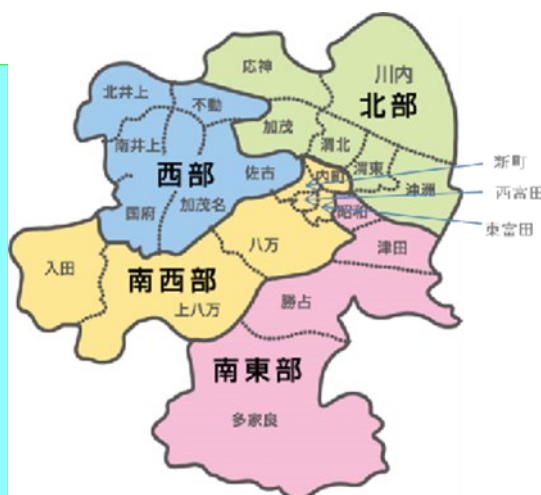 応神
川内
北部
北井上
不動
加茂
渭北
南井上
渭東
新町
西部
佐古
内町
沖洲
西富田
国府
加茂名
昭和
東富田
八万
津田
入田
南西部
上八万
勝占
南東部
多家良